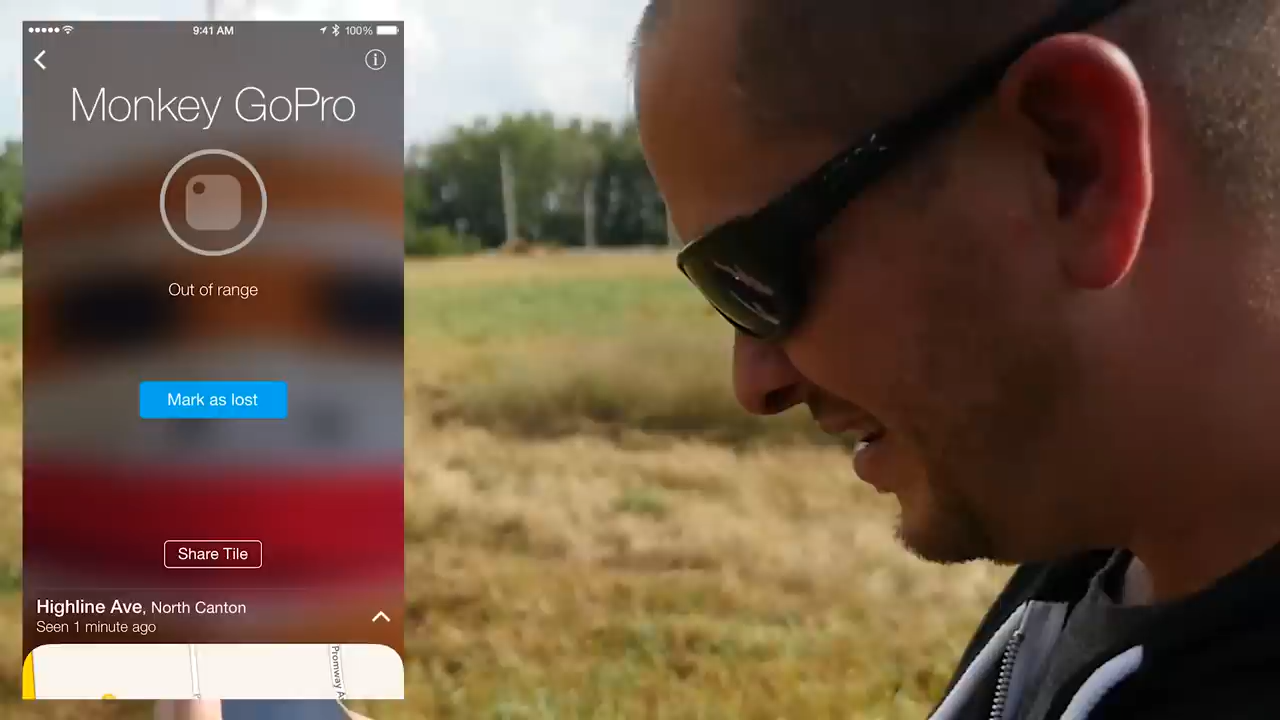 9:41 AM
100%
Monkey GoPro
Out of range
Mark as lost
Share Tile
Highline Ave, North Canton
Seen 1 minute ago
Promway A